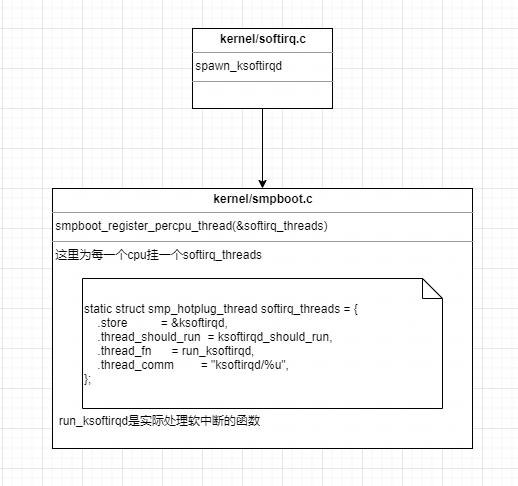 kernel/softirq.c
spawn_ksoftirqd
kernel/smpboot.c
smpboot_register_percpu_thread(&softirq_threads)
这里为每一个cpu挂一个softirq_threads
static struct smp_hotplug_thread softirq_threads = {
.store = &ksoftirqd,
.thread_should_run = ksoftirqd_should_run,
.thread_fn = run_ksoftirqd,
.thread_comm = "ksoftirqd/%u",
};
run_ksoftirqd是实际处理软中断的函数